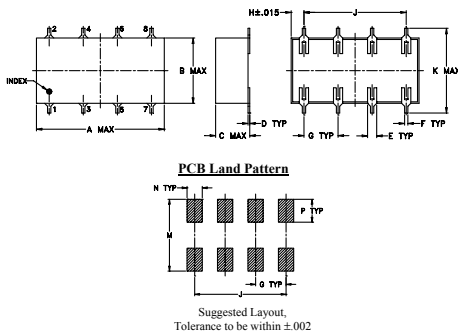 H±.015
J
2 4 6 8
B MAX
K MAX
INDEX
1 3 5 7
A MAX
D TYP
C MAX
G TYP
F TYP
E TYP
PCB Land Pattern
N TYP
P TYP
M
G TYP
J
Suggested Layout,
Tolerance to be within ±.002